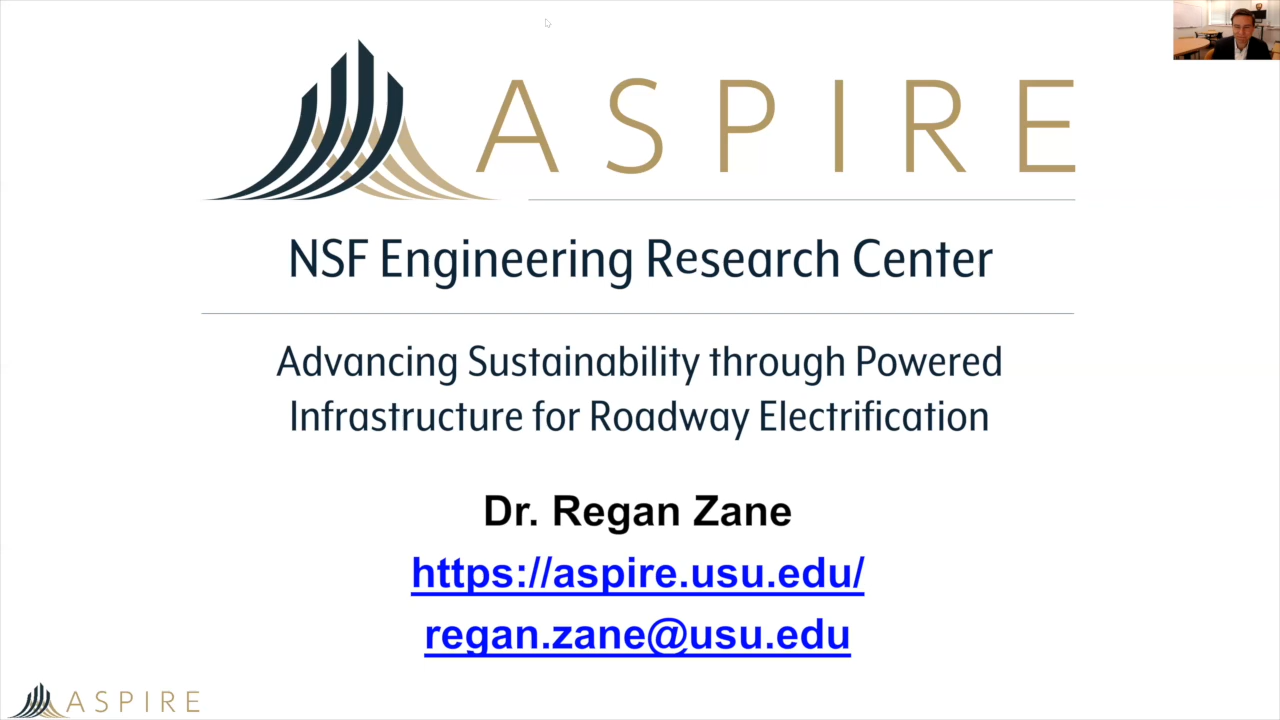 ASPIRE
NSF Engineering Research Center
Advancing Sustainability through Powered
Infrastructure for Roadway Electrification
Dr. Regan Zane
https://aspire.usu.edu/
regan.zane@usu.edu
ASPIRE